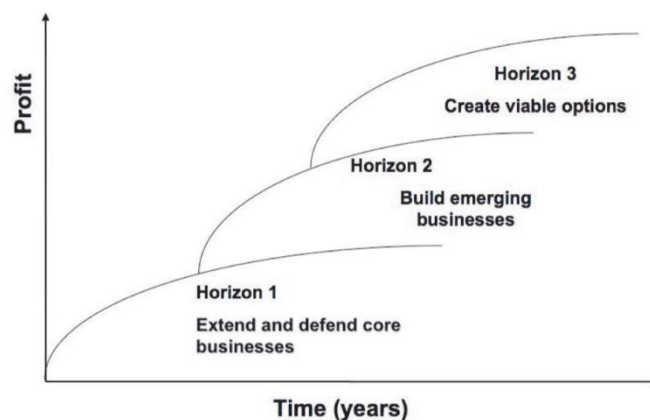 Profit
Horizon 3
Create viable options
Horizon 2
Build emerging
businesses
Horizon 1
Extend and defend core
businesses
Time (years)